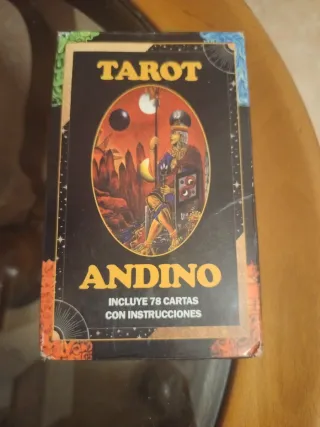 TAROT
ANDINO
INCLUYE 78 CARTAS
CON INSTRUCCIONES